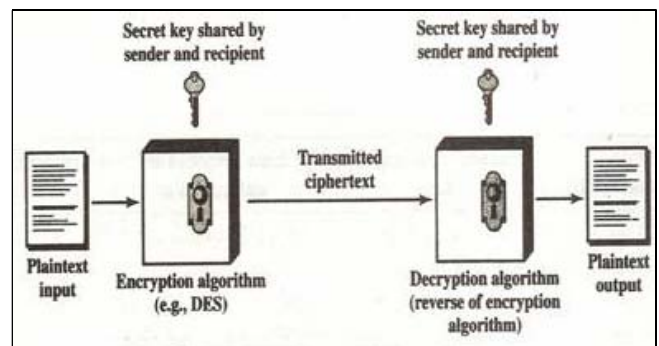 Secret key shared by
sender and recipient
Secret key shared by
sender and recipient
Transmitted
ciphertext
Plaintext
input
Encryption algorithm
(e.g., DES)
Decryption algorithm
(reverse of encryption
algorithm)
Plaintext
output